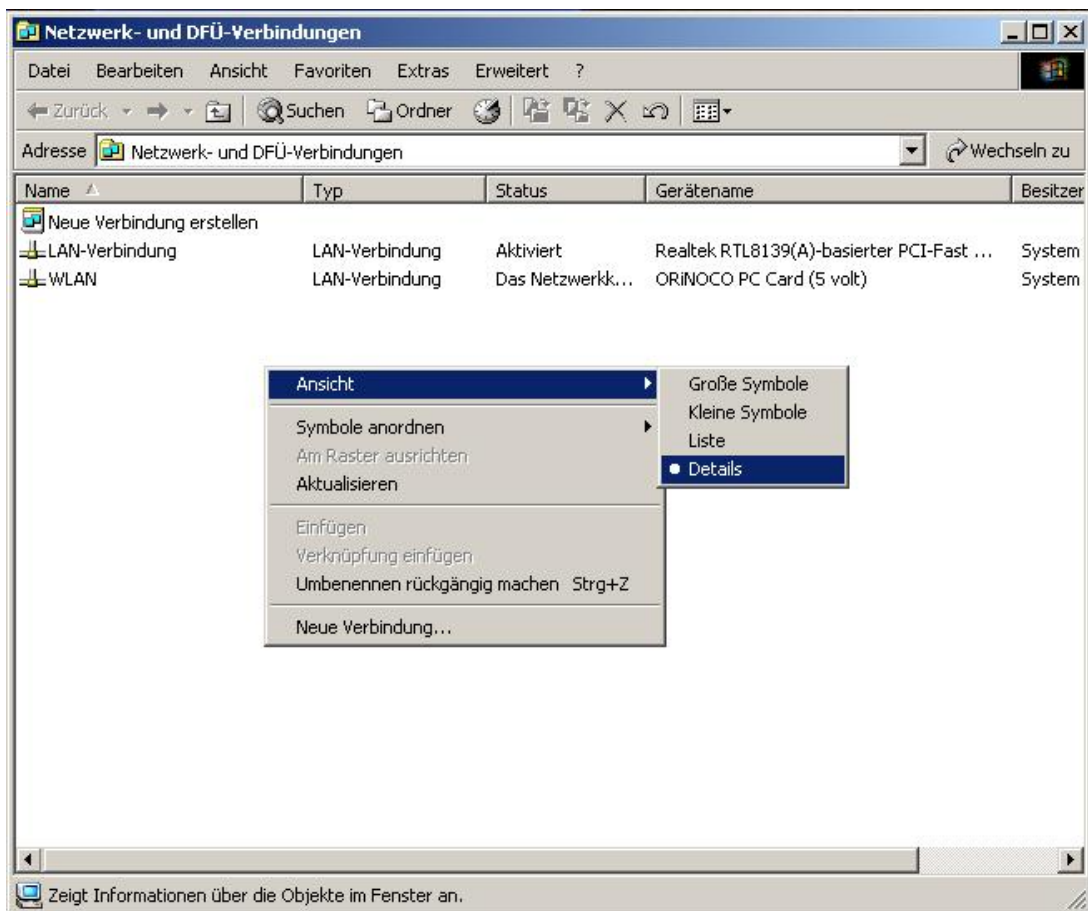 Netzwerk- und DFÜ-Verbindungen
Datei Bearbeiten Ansicht Favoriten Extras Erweitert ?
Zurück Suchen Ordner
Adresse Netzwerk- und DFÜ-Verbindungen Wechseln zu
Name Typ Status Gerätename Besitzer
Neue Verbindung erstellen
LAN-Verbindung LAN-Verbindung Aktiviert Realtek RTL8139(A)-basierter PCI-Fast ... System
WLAN LAN-Verbindung Das Netzwerkk... ORiNOCO PC Card (5 volt) System
Ansicht
Symbole anordnen
Am Raster ausrichten
Aktualisieren
Einfügen
Verknüpfung einfügen
Umbenennen rückgängig machen Strg+Z
Neue Verbindung...
Große Symbole
Kleine Symbole
Liste
Details
Zeigt Informationen über die Objekte im Fenster an.